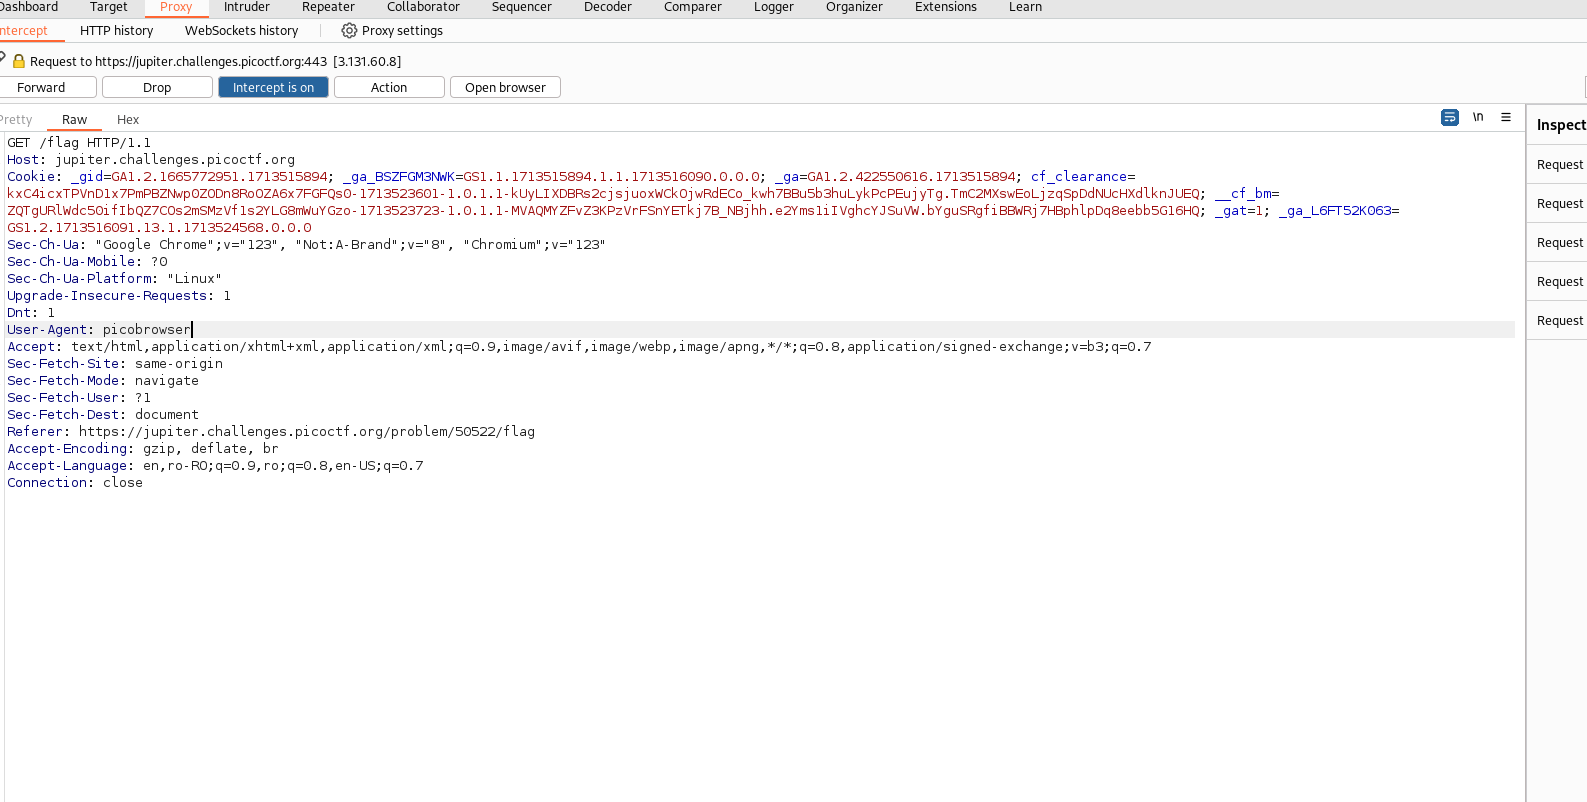 Dashboard Target Proxy Intruder Repeater Collaborator Sequencer Decoder Comparer Logger Organizer Extensions Learn
Intercept HTTP history WebSockets history Proxy settings
Request to https://jupiter.challenges.picoctf.org:443 [3.131.60.8]
Forward Drop Intercept is on Action Open browser
Pretty Raw Hex \n
GET /flag HTTP/1.1
Host: jupiter.challenges.picoctf.org
Cookie: _gid=GA1.2.1665772951.1713515894; _ga_BSZFGM3NWK=GS1.1.1713515894.1.1.1713516090.0.0.0; _ga=GA1.2.422550616.1713515894; cf_clearance=
kxC4icxTPVnD1x7PmPBZNwpOZODn8RoOZA6x7FGFQs0-1713523601-1.0.1.1-kUyLIXDBRs2cjsjuoxWCkOjwRdECo_kwh7BBu5b3huLykPcPEujyTg.TmC2MXswEoLjzqSpDdNUcHXdlknJUEQ; __cf_bm=
ZQTgURlWdc5OifIbQZ7COs2mSMzVf1s2YLG8mWuYGzo-1713523723-1.0.1.1-MVAQMYZFvZ3KPzVrFSnYETkj7B_NBjhh.e2Yms1iIVghcYJSuVW.bYguSRgfiBBWRj7HBphlpDq8eebb5G16HQ; _gat=1; _ga_L6FT52K063=
GS1.2.1713516091.13.1.1713524568.0.0.0
Sec-Ch-Ua: "Google Chrome";v="123", "Not:A-Brand";v="8", "Chromium";v="123"
Sec-Ch-Ua-Mobile: ?0
Sec-Ch-Ua-Platform: "Linux"
Upgrade-Insecure-Requests: 1
Dnt: 1
User-Agent: picobrowser
Accept: text/html,application/xhtml+xml,application/xml;q=0.9,image/avif,image/webp,image/apng,*/*;q=0.8,application/signed-exchange;v=b3;q=0.7
Sec-Fetch-Site: same-origin
Sec-Fetch-Mode: navigate
Sec-Fetch-User: ?1
Sec-Fetch-Dest: document
Referer: https://jupiter.challenges.picoctf.org/problem/50522/flag
Accept-Encoding: gzip, deflate, br
Accept-Language: en,ro-RO;q=0.9,ro;q=0.8,en-US;q=0.7
Connection: close
Inspect
Request
Request
Request
Request
Request